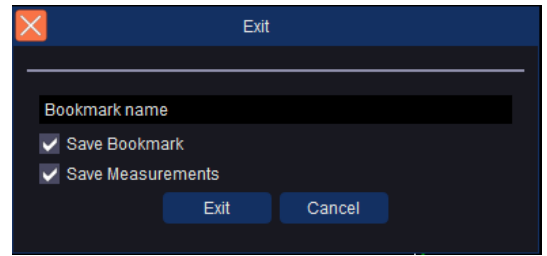 Exit
Bookmark name
Save Bookmark
Save Measurements
Exit Cancel